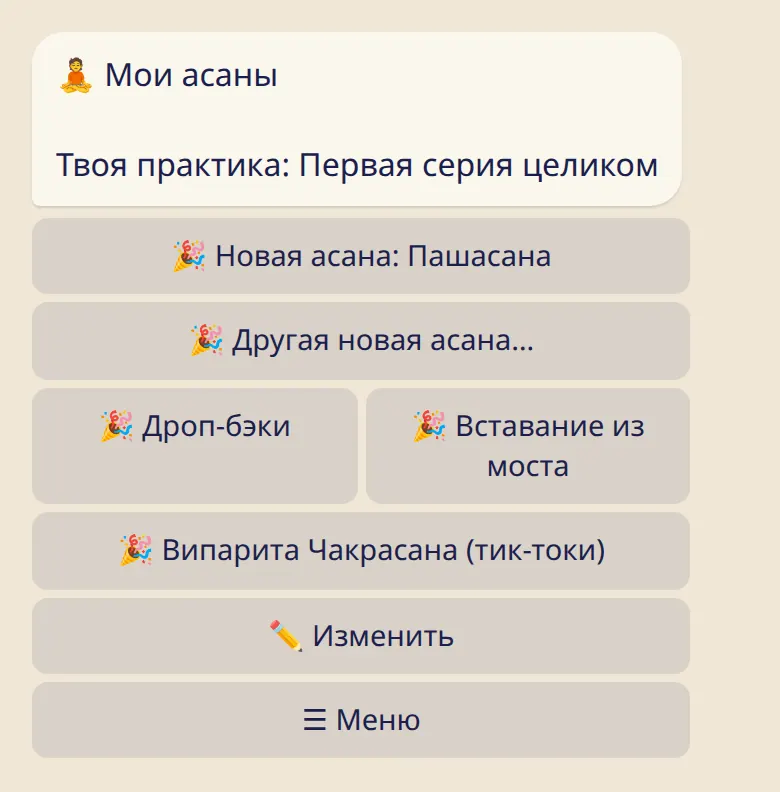 🧘 Мои асаны
Твоя практика: Первая серия целиком
🎉 Новая асана: Пашасана
🎉 Другая новая асана...
🎉 Дроп-бэки
🎉 Вставание из
моста
🎉 Випарита Чакрасана (тик-токи)
✏️ Изменить
☰ Меню